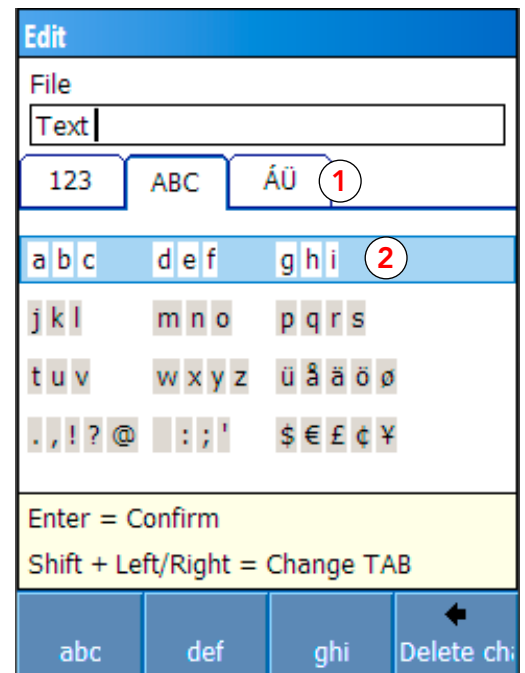 Edit
File
Text
123 ABC ÁÜ 1
a b c d e f g h i 2
j k l m n o p q r s
t u v w x y z ü å ä ö ø
. , ! ? @ : ; ' $ € £ ¢ ¥
Enter = Confirm
Shift + Left/Right = Change TAB
abc def ghi Delete cha